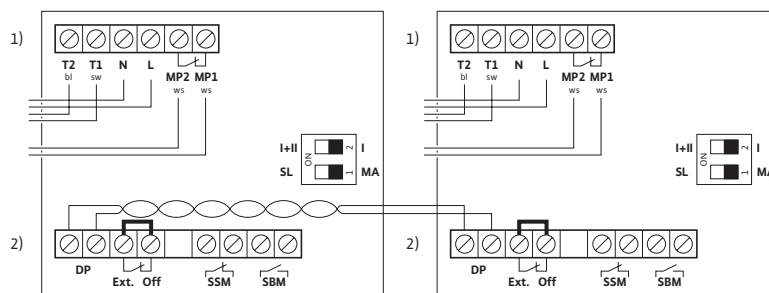 1)
T2 T1 N L MP2 MP1
bl sw ws ws
I+II ON 2 I
SL 1 MA
2)
DP Ext. Off SSM SBM
1)
T2 T1 N L MP2 MP1
bl sw ws ws
I+II ON 2 I
SL 1 MA
2)
DP Ext. Off SSM SBM